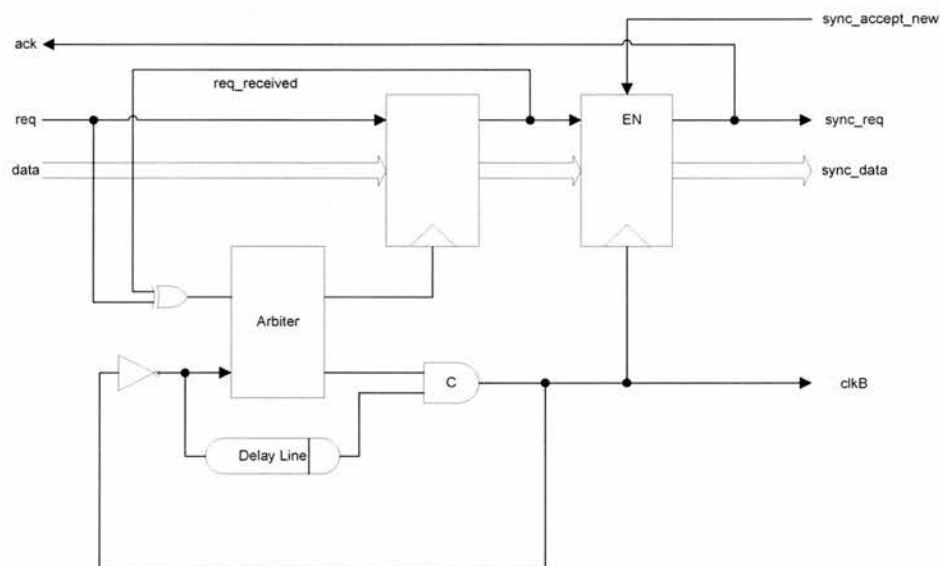 sync_accept_new
ack
req_received
req
EN
sync_req
data
sync_data
Arbiter
C
clkB
Delay Line